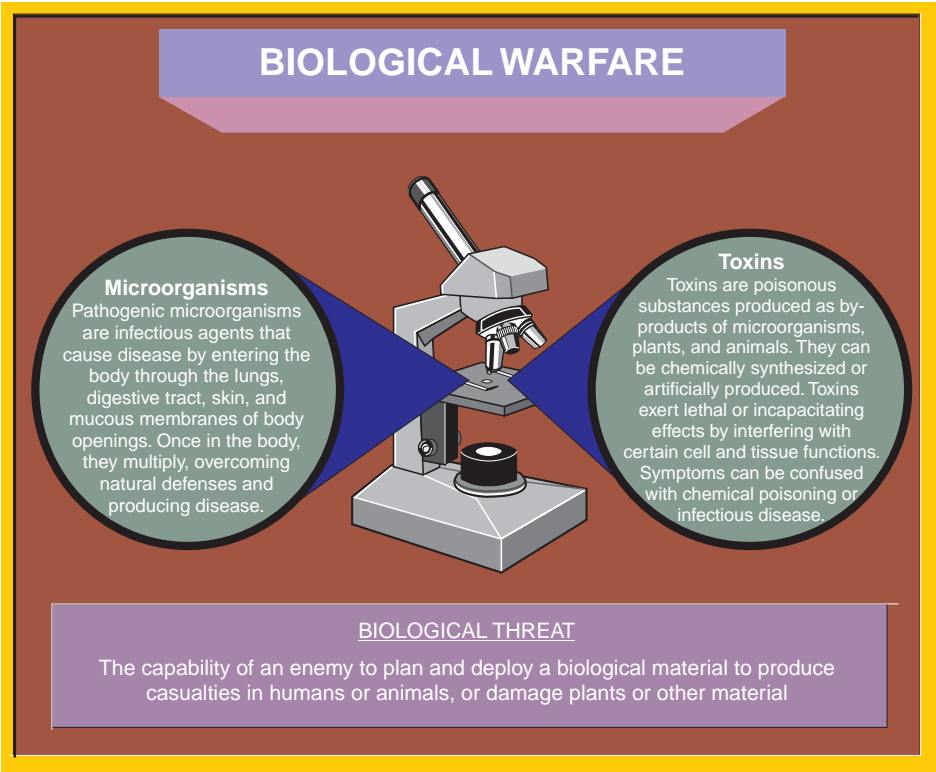 BIOLOGICAL WARFARE
Microorganisms
Pathogenic microorganisms
are infectious agents that
cause disease by entering the
body through the lungs,
digestive tract, skin, and
mucous membranes of body
openings. Once in the body,
they multiply, overcoming
natural defenses and
producing disease.
Toxins
Toxins are poisonous
substances produced as by-
products of microorganisms,
plants, and animals. They can
be chemically synthesized or
artificially produced. Toxins
exert lethal or incapacitating
effects by interfering with
certain cell and tissue functions.
Symptoms can be confused
with chemical poisoning or
infectious disease.
BIOLOGICAL THREAT
The capability of an enemy to plan and deploy a biological material to produce
casualties in humans or animals, or damage plants or other material